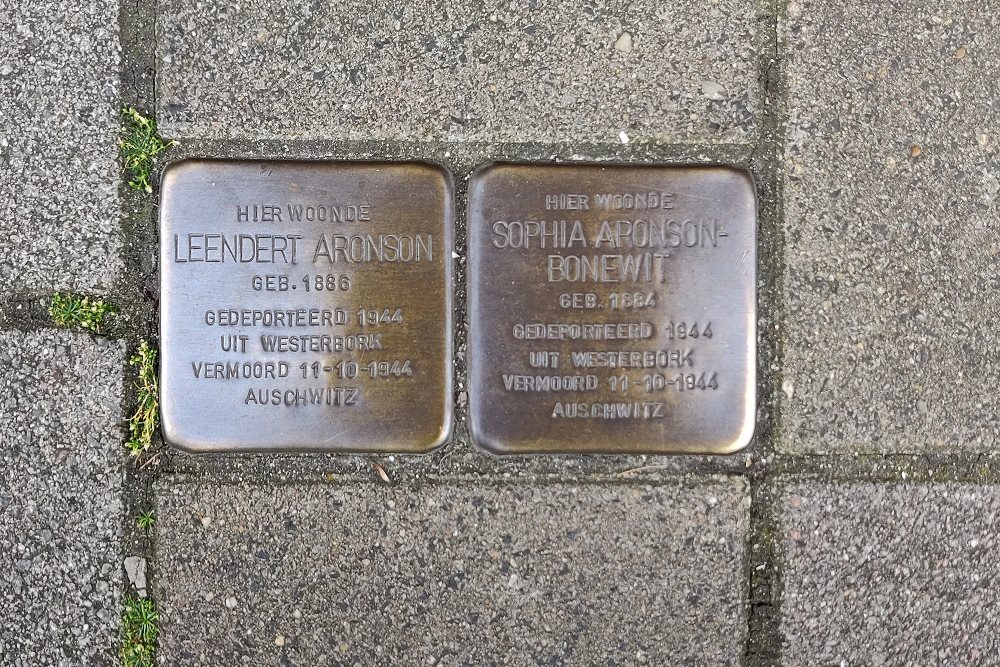 HIER WOONDE
LEENDERT ARONSON
GEB. 1886
GEDEPORTEERD 1944
UIT WESTERBORK
VERMOORD 11-10-1944
AUSCHWITZ
HIER WOONDE
SOPHIA ARONSON-
BONEWIT
GEB. 1884
GEDEPORTEERD 1944
UIT WESTERBORK
VERMOORD 11-10-1944
AUSCHWITZ